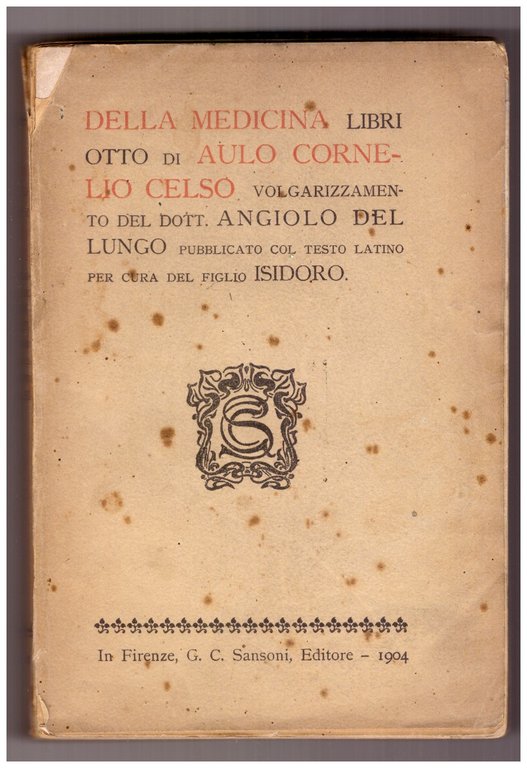 DELLA MEDICINA LIBRI
OTTO DI AULO CORNE-
LIO CELSO VOLGARIZZAMEN-
TO DEL DOTT. ANGIOLO DEL
LUNGO PUBBLICATO COL TESTO LATINO
PER CURA DEL FIGLIO ISIDORO.
In Firenze, G. C. Sansoni, Editore – 1904